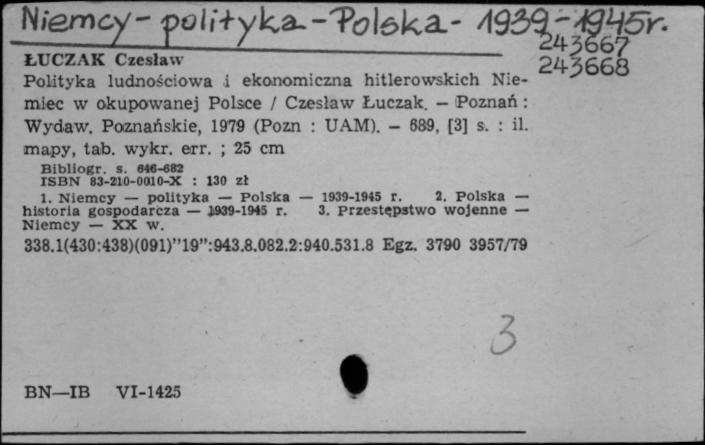 Niemcy - polityka - Polska - 1939 - 1945 r.
243667
243668
ŁUCZAK Czesław
Polityka ludnościowa i ekonomiczna hitlerowskich Nie-
miec w okupowanej Polsce / Czesław Łuczak. — Poznań :
Wydaw. Poznańskie, 1979 (Pozn : UAM). — 689, [3] s. : il.
mapy, tab. wykr. err. ; 25 cm
Bibliogr. s. 646-682
ISBN 83-210-0010-X : 130 zł
1. Niemcy — polityka — Polska — 1939-1945 r. 2. Polska —
historia gospodarcza — 1939-1945 r. 3. Przestępstwo wojenne —
Niemcy — XX w.
338.1(430:438)(091)"19":943.8.082.2:940.531.8 Egz. 3790 3957/79
3
BN—IB VI-1425